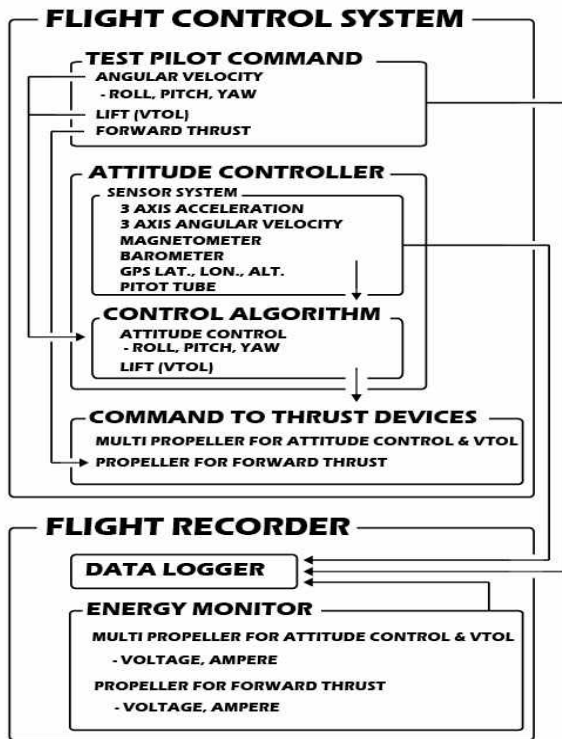 FLIGHT CONTROL SYSTEM
TEST PILOT COMMAND
ANGULAR VELOCITY
- ROLL, PITCH, YAW
LIFT (VTOL)
FORWARD THRUST
ATTITUDE CONTROLLER
SENSOR SYSTEM
3 AXIS ACCELERATION
3 AXIS ANGULAR VELOCITY
MAGNETOMETER
BAROMETER
GPS LAT., LON., ALT.
PITOT TUBE
CONTROL ALGORITHM
ATTITUDE CONTROL
- ROLL, PITCH, YAW
LIFT (VTOL)
COMMAND TO THRUST DEVICES
MULTI PROPELLER FOR ATTITUDE CONTROL & VTOL
PROPELLER FOR FORWARD THRUST
FLIGHT RECORDER
DATA LOGGER
ENERGY MONITOR
MULTI PROPELLER FOR ATTITUDE CONTROL & VTOL
- VOLTAGE, AMPERE
PROPELLER FOR FORWARD THRUST
- VOLTAGE, AMPERE